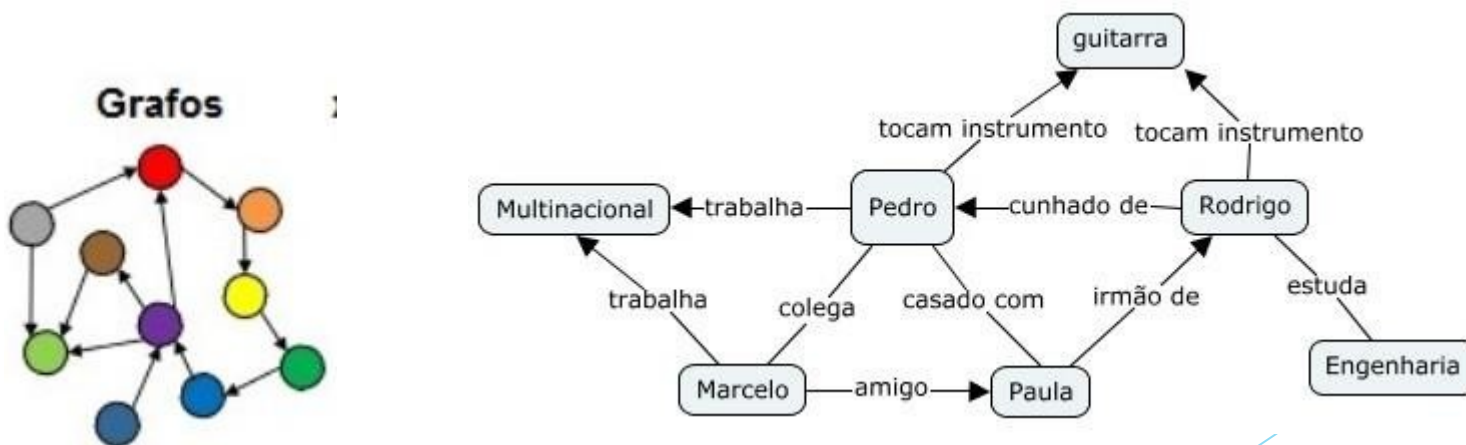 Grafos
guitarra
tocam instrumento
tocam instrumento
Multinacional
trabalha
Pedro
cunhado de
Rodrigo
trabalha
colega
casado com
irmão de
estuda
Marcelo
amigo
Paula
Engenharia